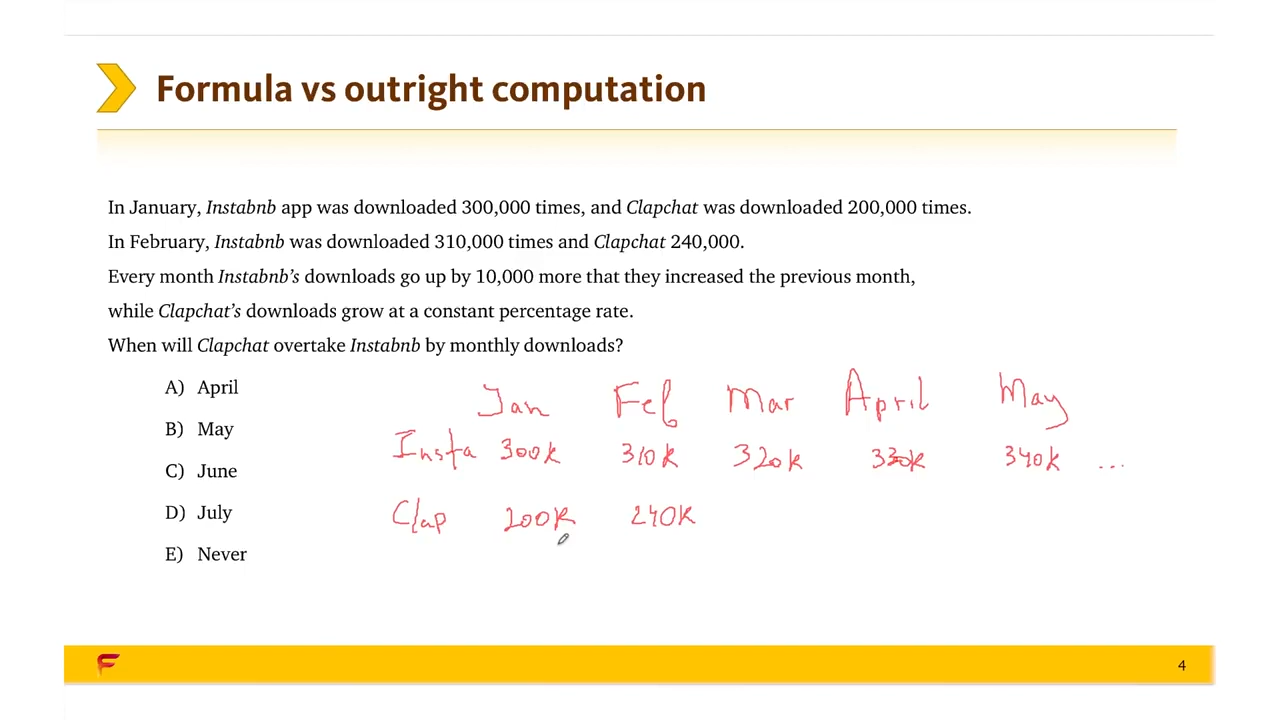 Formula vs outright computation
In January, Instabnb app was downloaded 300,000 times, and Clapchat was downloaded 200,000 times.
In February, Instabnb was downloaded 310,000 times and Clapchat 240,000.
Every month Instabnb's downloads go up by 10,000 more that they increased the previous month,
while Clapchat's downloads grow at a constant percentage rate.
When will Clapchat overtake Instabnb by monthly downloads?
A) April
B) May
C) June
D) July
E) Never
Jan Feb Mar April May
Insta 300k 310k 320k 330k 340k ...
Clap 200K 240K
4